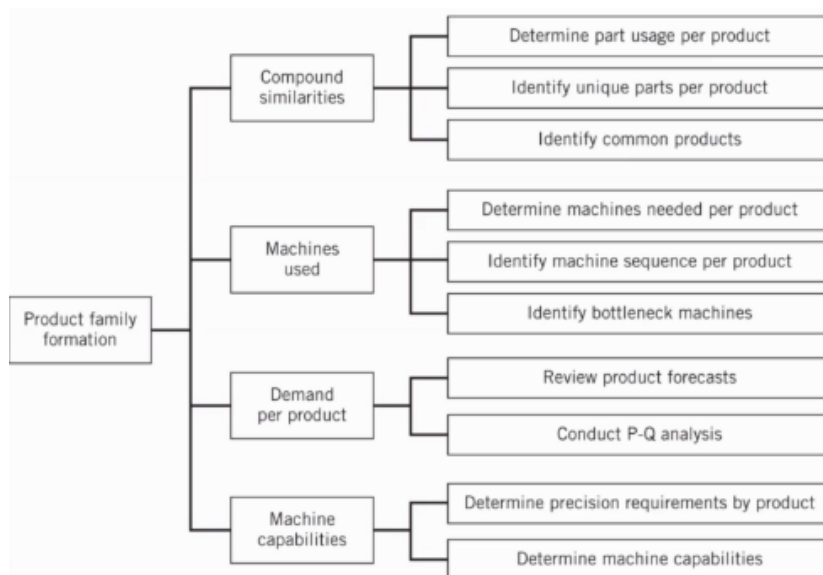 Product family
formation
Compound
similarities
Determine part usage per product
Identify unique parts per product
Identify common products
Machines
used
Determine machines needed per product
Identify machine sequence per product
Identify bottleneck machines
Demand
per product
Review product forecasts
Conduct P-Q analysis
Machine
capabilities
Determine precision requirements by product
Determine machine capabilities